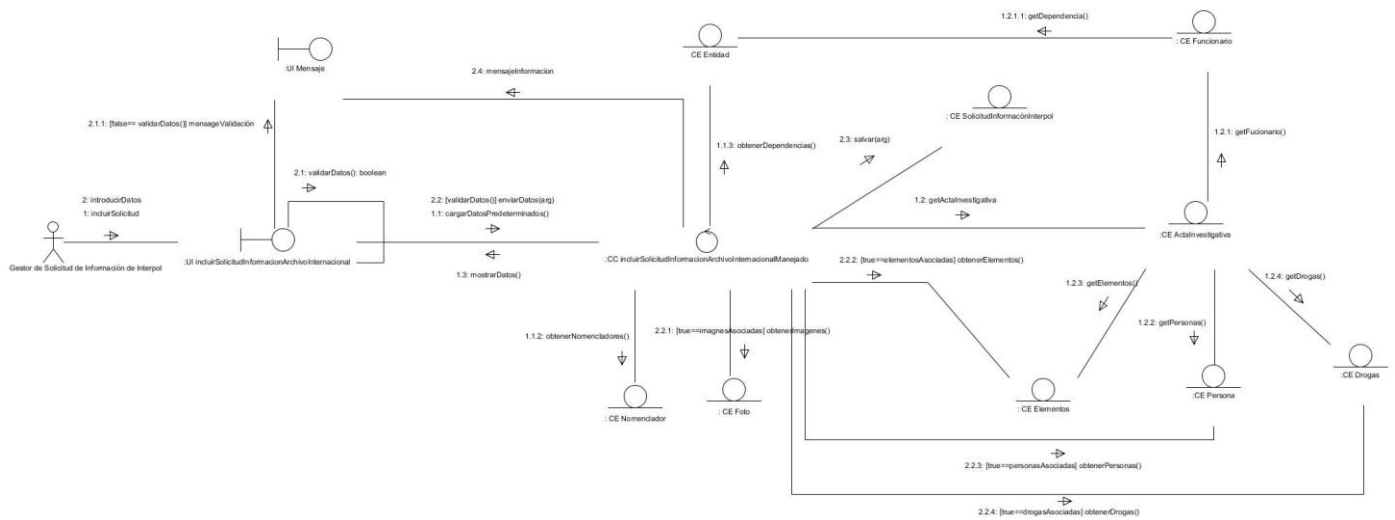 1.2.1.1: getDependencia()
CE Entidad
: CE Funcionario
:UI Mensaje
2.4: mensajeInformacion
: CE SolicitudInformacónInterpol
2.1.1: [false== validarDatos()] mensageValidación
1.1.3: obtenerDependencias()
2.3: salvar(arg)
1.2.1: getFucionario()
2.1: validarDatos(): boolean
2: introducirDatos
1: incluirSolicitud
2.2: [validarDatos()] enviarDatos(arg)
1.1: cargarDatosPredeterminados()
1.2: getActaInvestigativa
:CE ActaInvestigativa
Gestor de Solicitud de Información de Interpol
:UI incluirSolicitudInformacionArchivoInternacional
:CC incluirSolicitudInformacionArchivoInternacionalManejado
1.3: mostrarDatos()
2.2.2: [true==elementosAsociadas] obtenerElementos()
1.2.3: getElementos()
1.2.4: getDrogas()
1.1.2: obtenerNomencladores()
2.2.1: [true==imagnesAsociadas] obtenerImagenes()
1.2.2: getPersonas()
:CE Drogas
: CE Nomenclador
: CE Foto
: CE Elementos
:CE Persona
2.2.3: [true==personasAsociadas] obtenerPersonas()
2.2.4: [true==drogasAsociadas] obtenerDrogas()